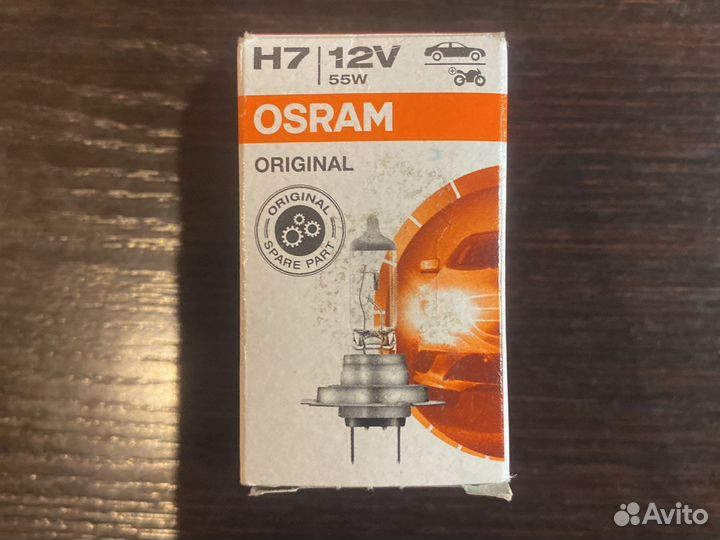 H7 12V
55W
OSRAM
ORIGINAL
ORIGINAL
SPARE PART
Avito